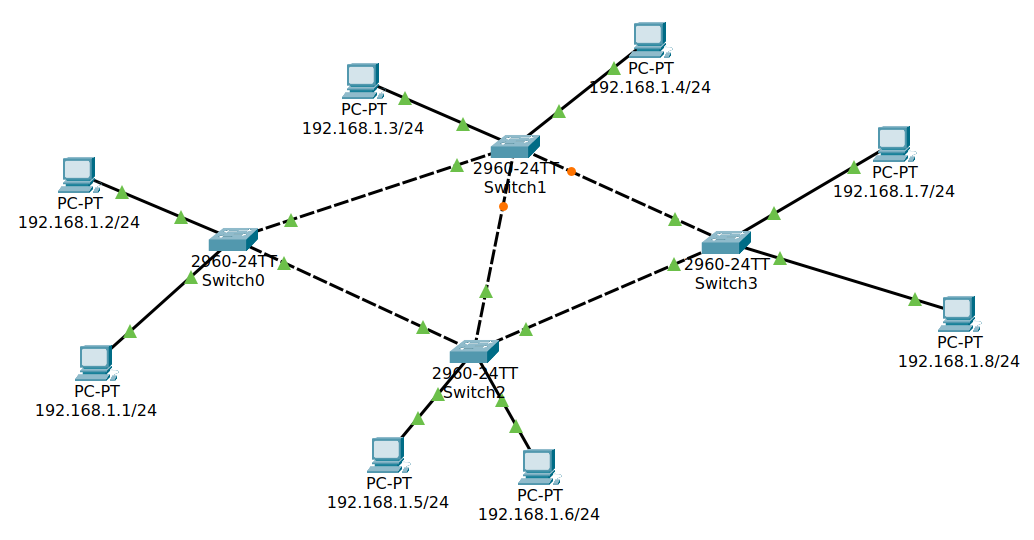 PC-PT
192.168.1.4/24
PC-PT
192.168.1.3/24
2960-24TT
Switch1
PC-PT
192.168.1.7/24
PC-PT
192.168.1.2/24
2960-24TT
Switch0
2960-24TT
Switch3
PC-PT
192.168.1.8/24
2960-24TT
Switch2
PC-PT
192.168.1.1/24
PC-PT
192.168.1.5/24
PC-PT
192.168.1.6/24